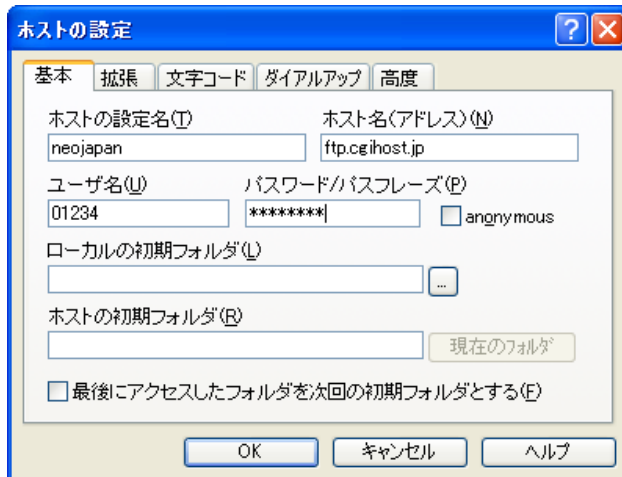 ホストの設定
基本 拡張 文字コード ダイアルアップ 高度
ホストの設定名(T) ホスト名(アドレス)(N)
neojapan ftp.cgihost.jp
ユーザ名(U) パスワード/パスフレーズ(P)
01234 ******** anonymous
ローカルの初期フォルダ(L)
...
ホストの初期フォルダ(R)
現在のフォルダ
最後にアクセスしたフォルダを次回の初期フォルダとする(F)
OK キャンセル ヘルプ